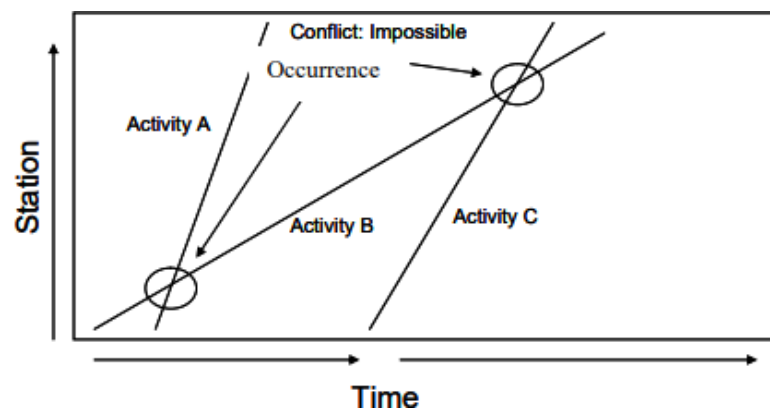 Conflict: Impossible
Occurrence
Activity A
Activity B
Activity C
Station
Time